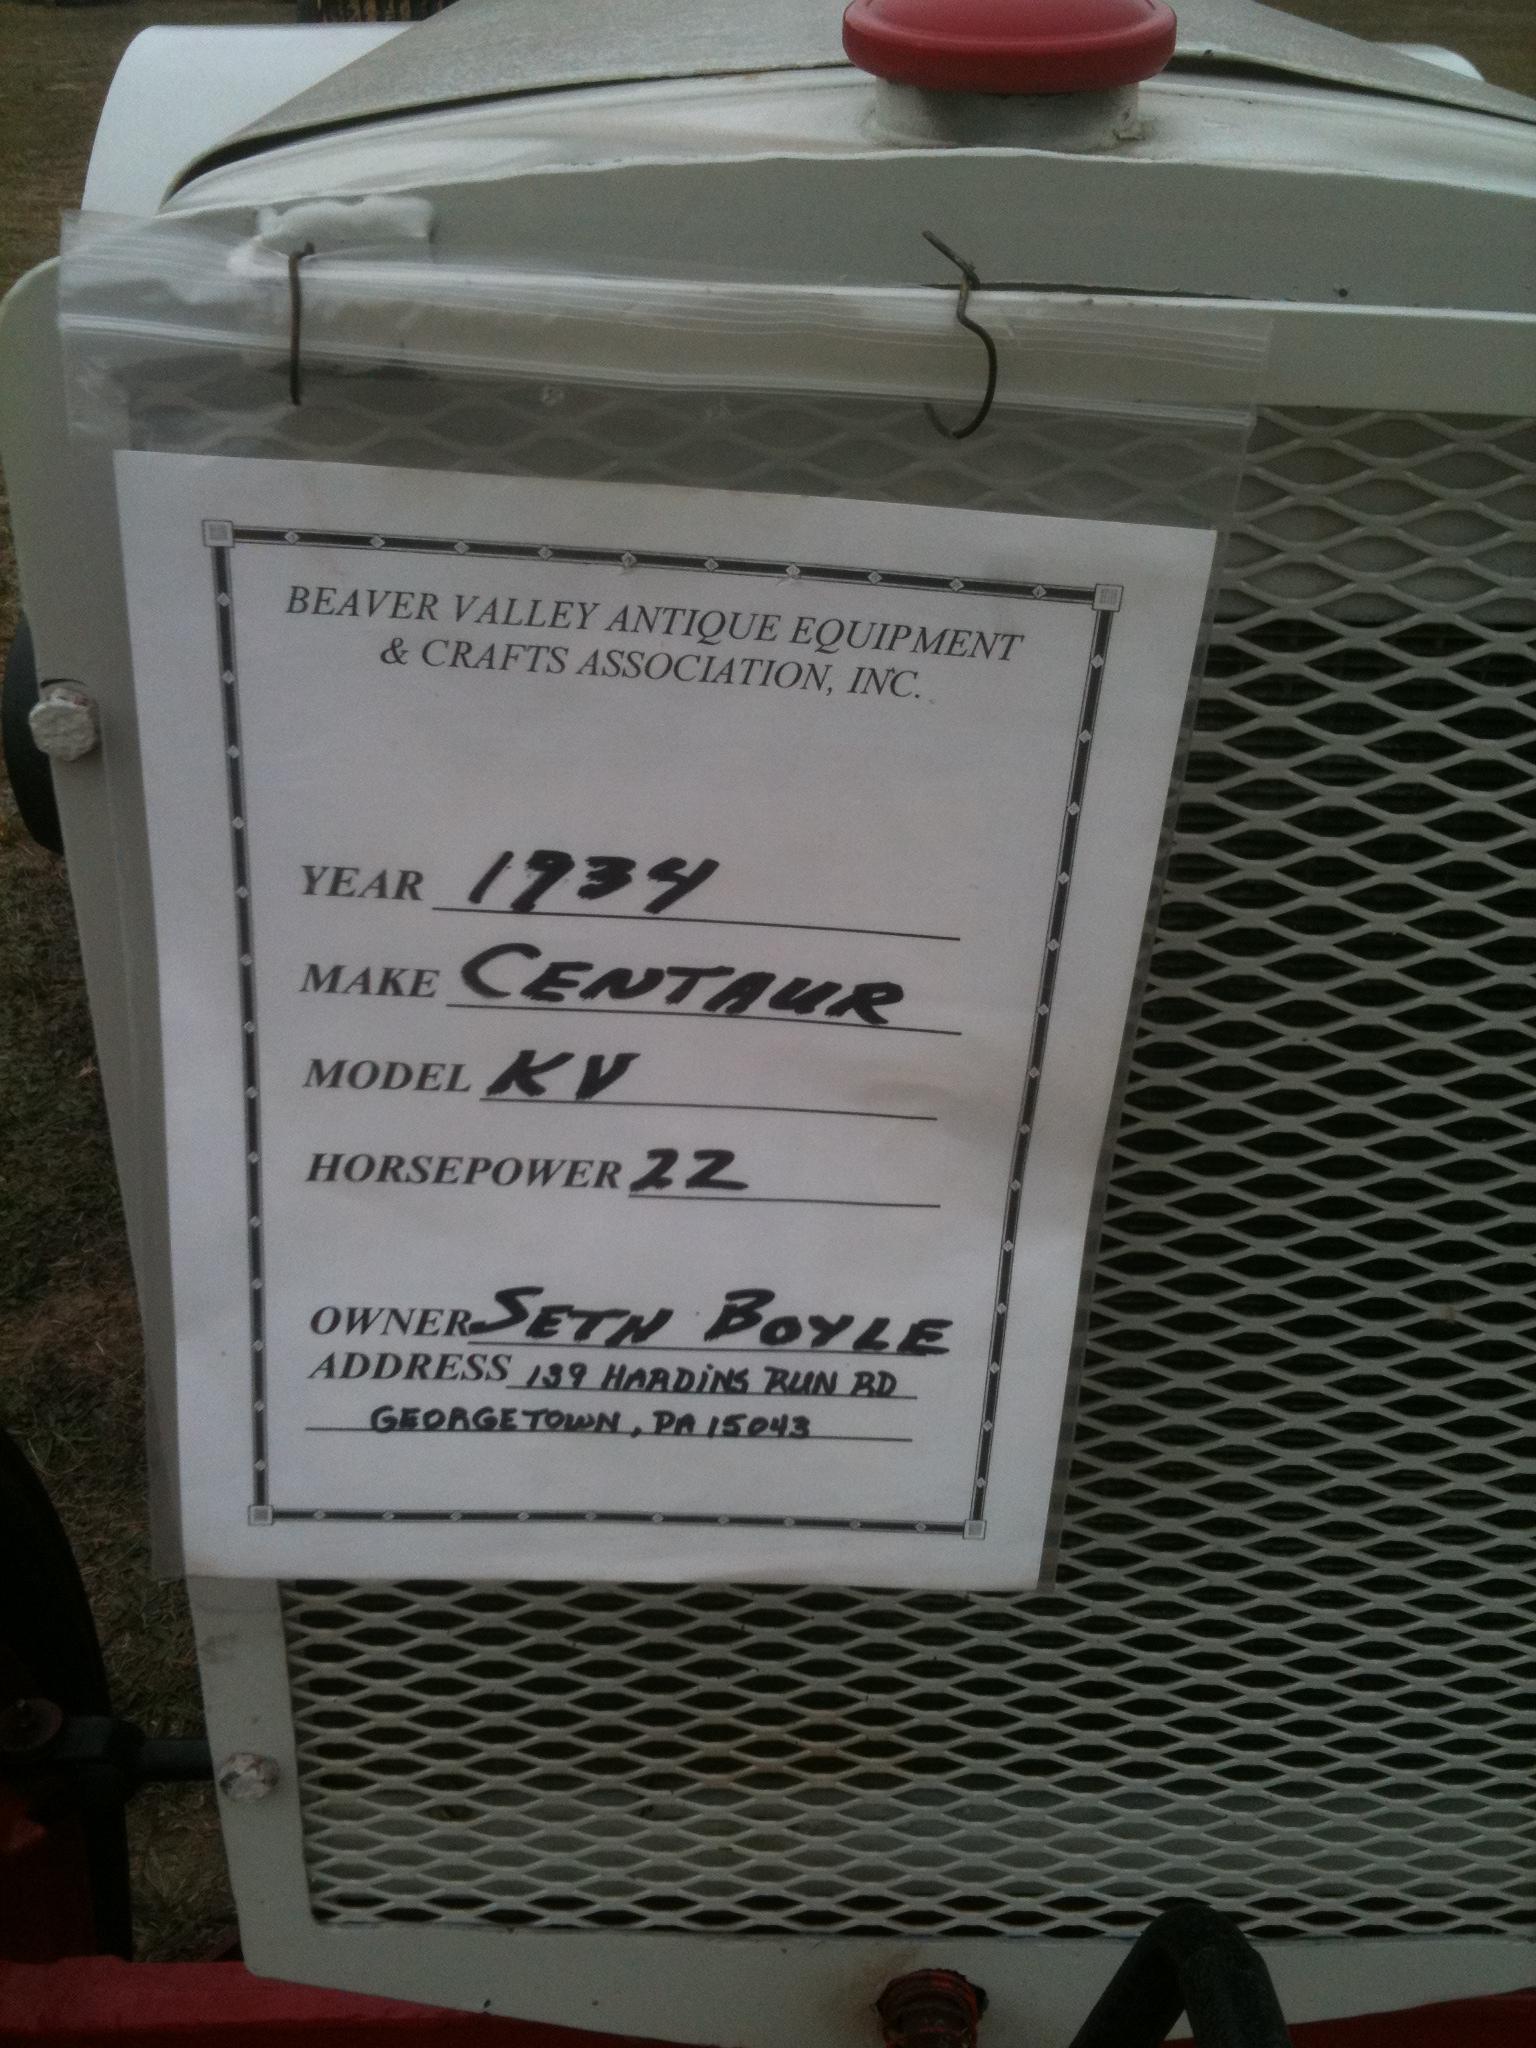 BEAVER VALLEY ANTIQUE EQUIPMENT
& CRAFTS ASSOCIATION, INC.
YEAR 1934
MAKE CENTAUR
MODEL KV
HORSEPOWER 22
OWNER SETH BOYLE
ADDRESS 139 HARDINS RUN RD
GEORGETOWN, PA 15043